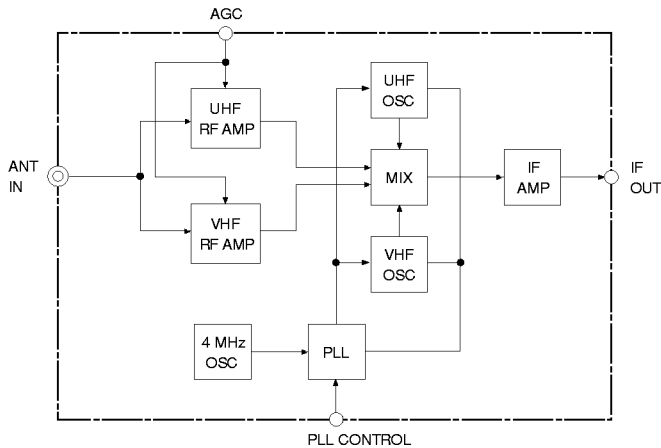 AGC
UHF
RF AMP
UHF
OSC
ANT
IN
MIX
IF
AMP
IF
OUT
VHF
RF AMP
VHF
OSC
4 MHz
OSC
PLL
PLL CONTROL